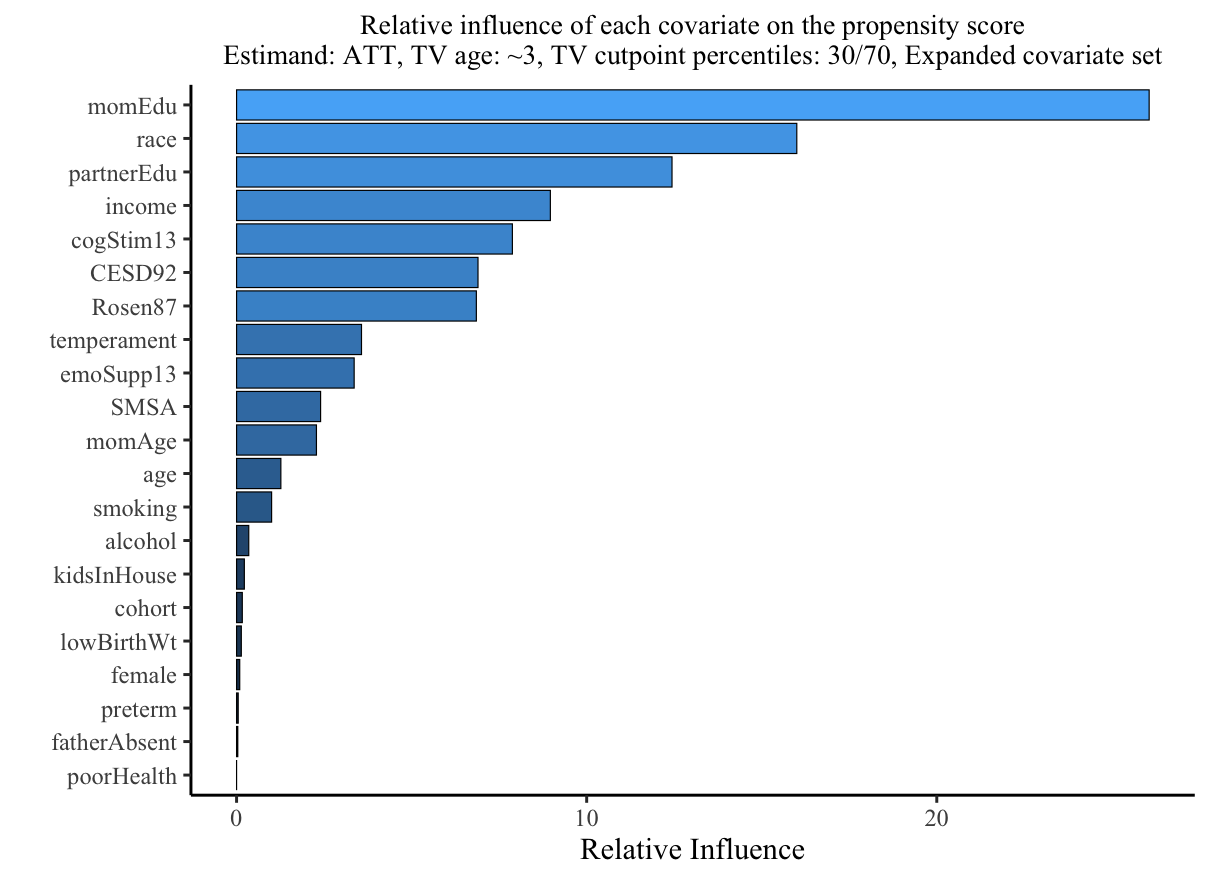 Relative influence of each covariate on the propensity score
Estimand: ATT, TV age: ~3, TV cutpoint percentiles: 30/70, Expanded covariate set
momEdu
race
partnerEdu
income
cogStim13
CESD92
Rosen87
temperament
emoSupp13
SMSA
momAge
age
smoking
alcohol
kidsInHouse
cohort
lowBirthWt
female
preterm
fatherAbsent
poorHealth
0 10 20
Relative Influence